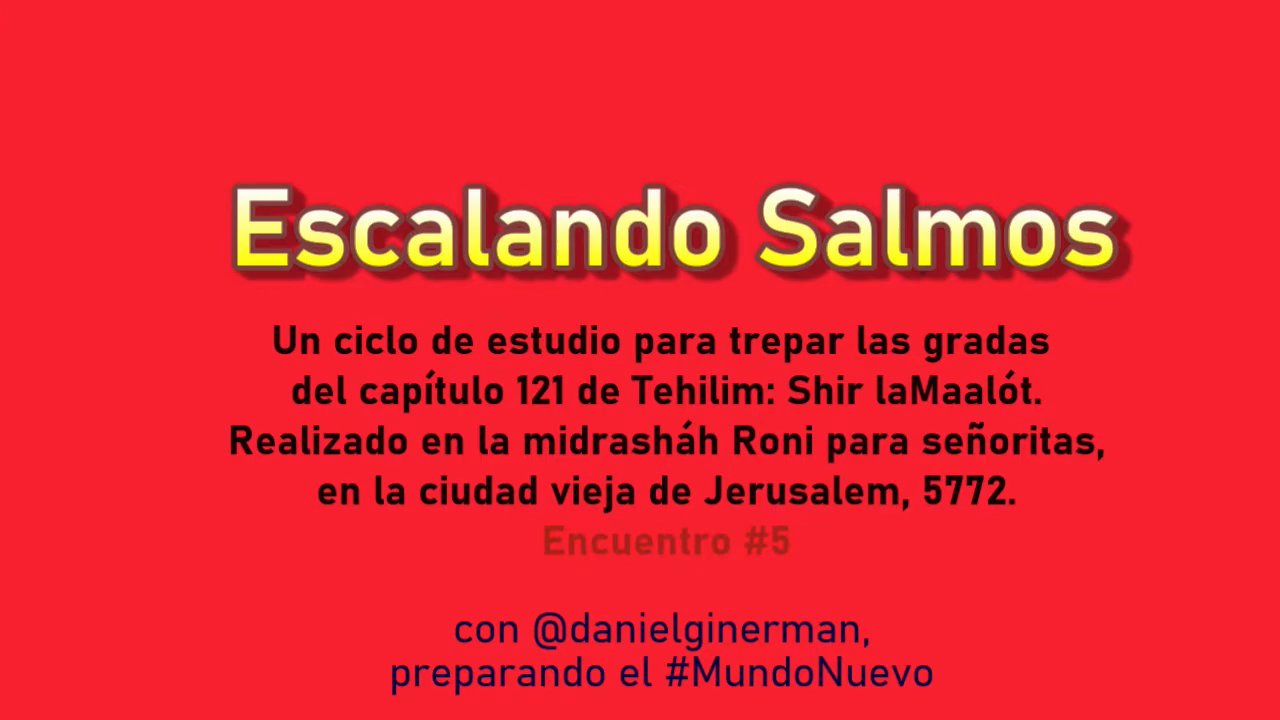 Escalando Salmos
Un ciclo de estudio para trepar las gradas
del capítulo 121 de Tehilim: Shir laMaalót.
Realizado en la midrasháh Roni para señoritas,
en la ciudad vieja de Jerusalem, 5772.
Encuentro #5
con @danielginerman,
preparando el #MundoNuevo